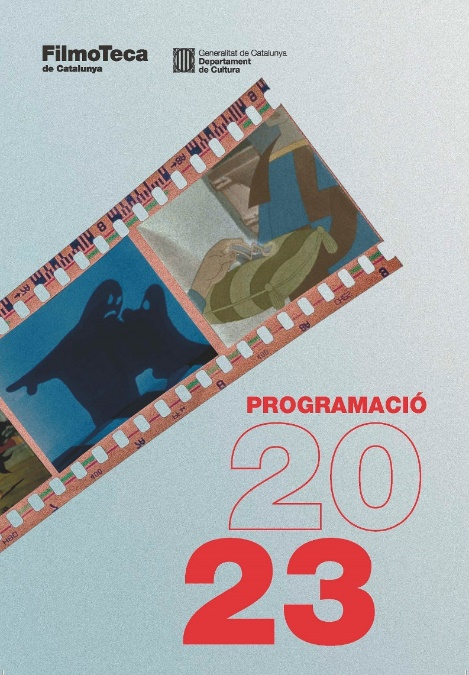 FilmoTeca
de Catalunya
Generalitat de Catalunya
Departament
de Cultura
PROGRAMACIÓ
20
23